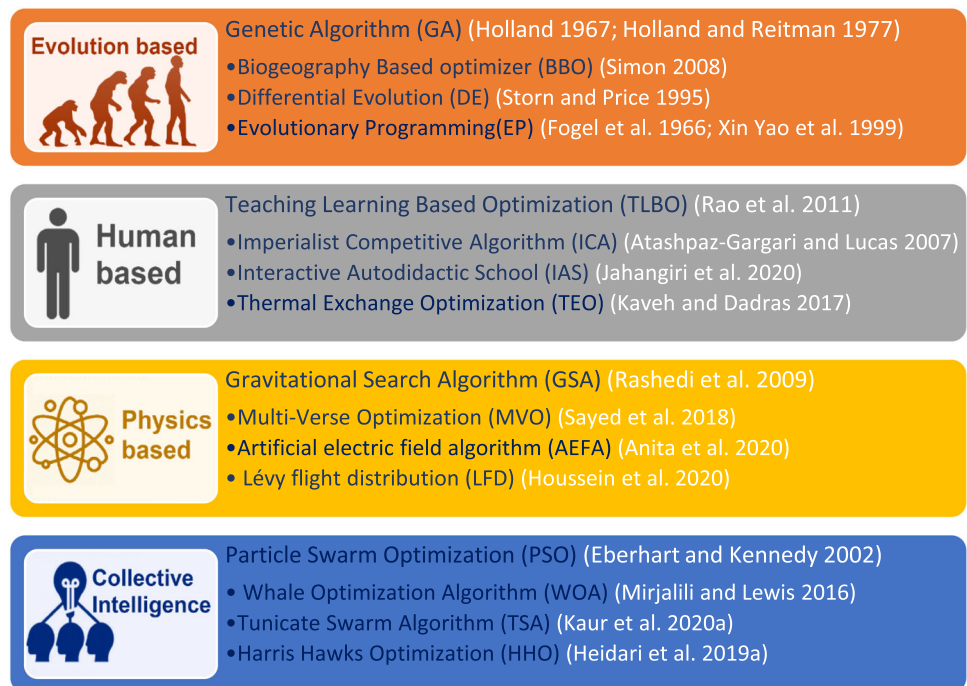 Evolution based
Genetic Algorithm (GA) (Holland 1967; Holland and Reitman 1977)
•Biogeography Based optimizer (BBO) (Simon 2008)
•Differential Evolution (DE) (Storn and Price 1995)
•Evolutionary Programming(EP) (Fogel et al. 1966; Xin Yao et al. 1999)
Human
based
Teaching Learning Based Optimization (TLBO) (Rao et al. 2011)
•Imperialist Competitive Algorithm (ICA) (Atashpaz-Gargari and Lucas 2007)
•Interactive Autodidactic School (IAS) (Jahangiri et al. 2020)
•Thermal Exchange Optimization (TEO) (Kaveh and Dadras 2017)
Physics
based
Gravitational Search Algorithm (GSA) (Rashedi et al. 2009)
•Multi-Verse Optimization (MVO) (Sayed et al. 2018)
•Artificial electric field algorithm (AEFA) (Anita et al. 2020)
• Lévy flight distribution (LFD) (Houssein et al. 2020)
Collective
Intelligence
Particle Swarm Optimization (PSO) (Eberhart and Kennedy 2002)
• Whale Optimization Algorithm (WOA) (Mirjalili and Lewis 2016)
•Tunicate Swarm Algorithm (TSA) (Kaur et al. 2020a)
•Harris Hawks Optimization (HHO) (Heidari et al. 2019a)